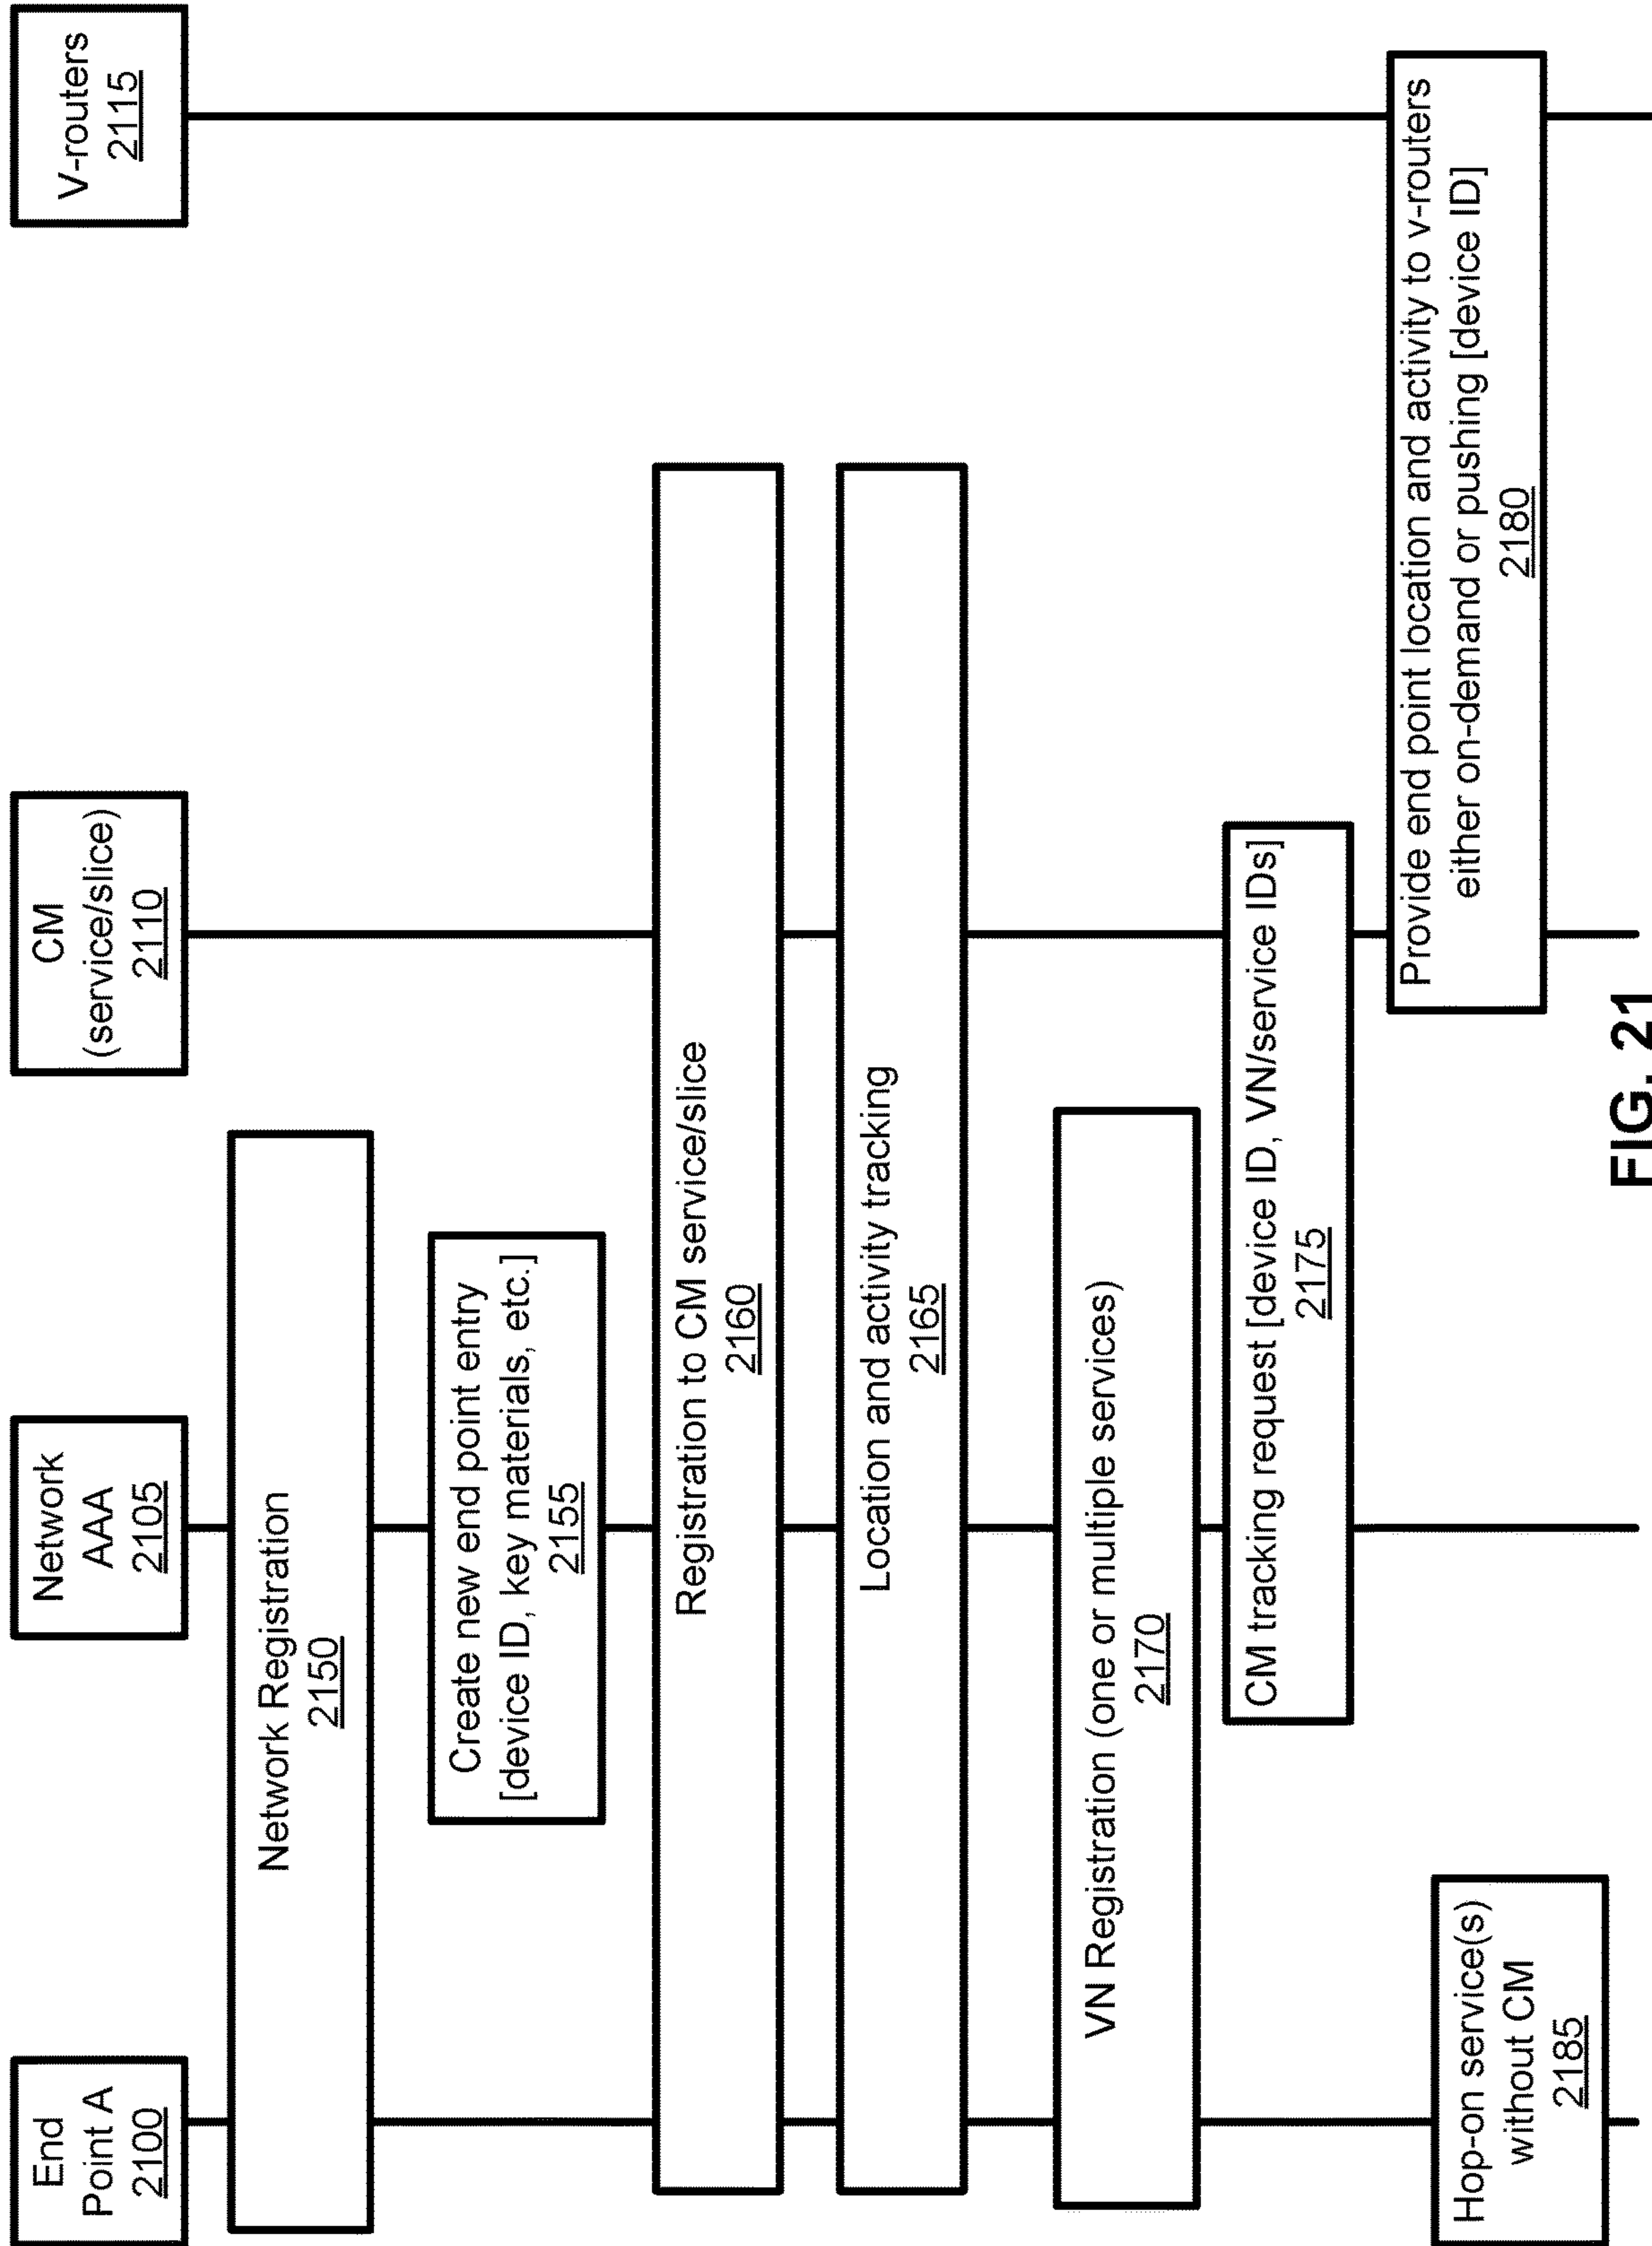 End
Point A
2100
Network
AAA
2105
CM
(service/slice)
2110
V-routers
2115
Network Registration
2150
Create new end point entry
[device ID, key materials, etc.]
2155
Registration to CM service/slice
2160
Location and activity tracking
2165
VN Registration (one or multiple services)
2170
CM tracking request [device ID, VN/service IDs]
2175
Provide end point location and activity to v-routers
either on-demand or pushing [device ID]
2180
Hop-on service(s)
without CM
2185
FIG. 21